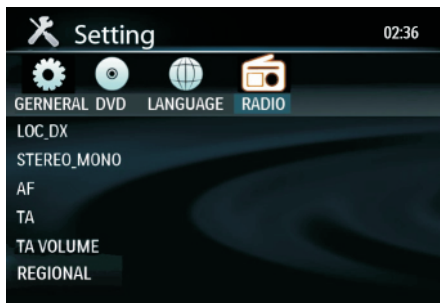 Setting 02:36
GERNERAL DVD LANGUAGE RADIO
LOC_DX
STEREO_MONO
AF
TA
TA VOLUME
REGIONAL